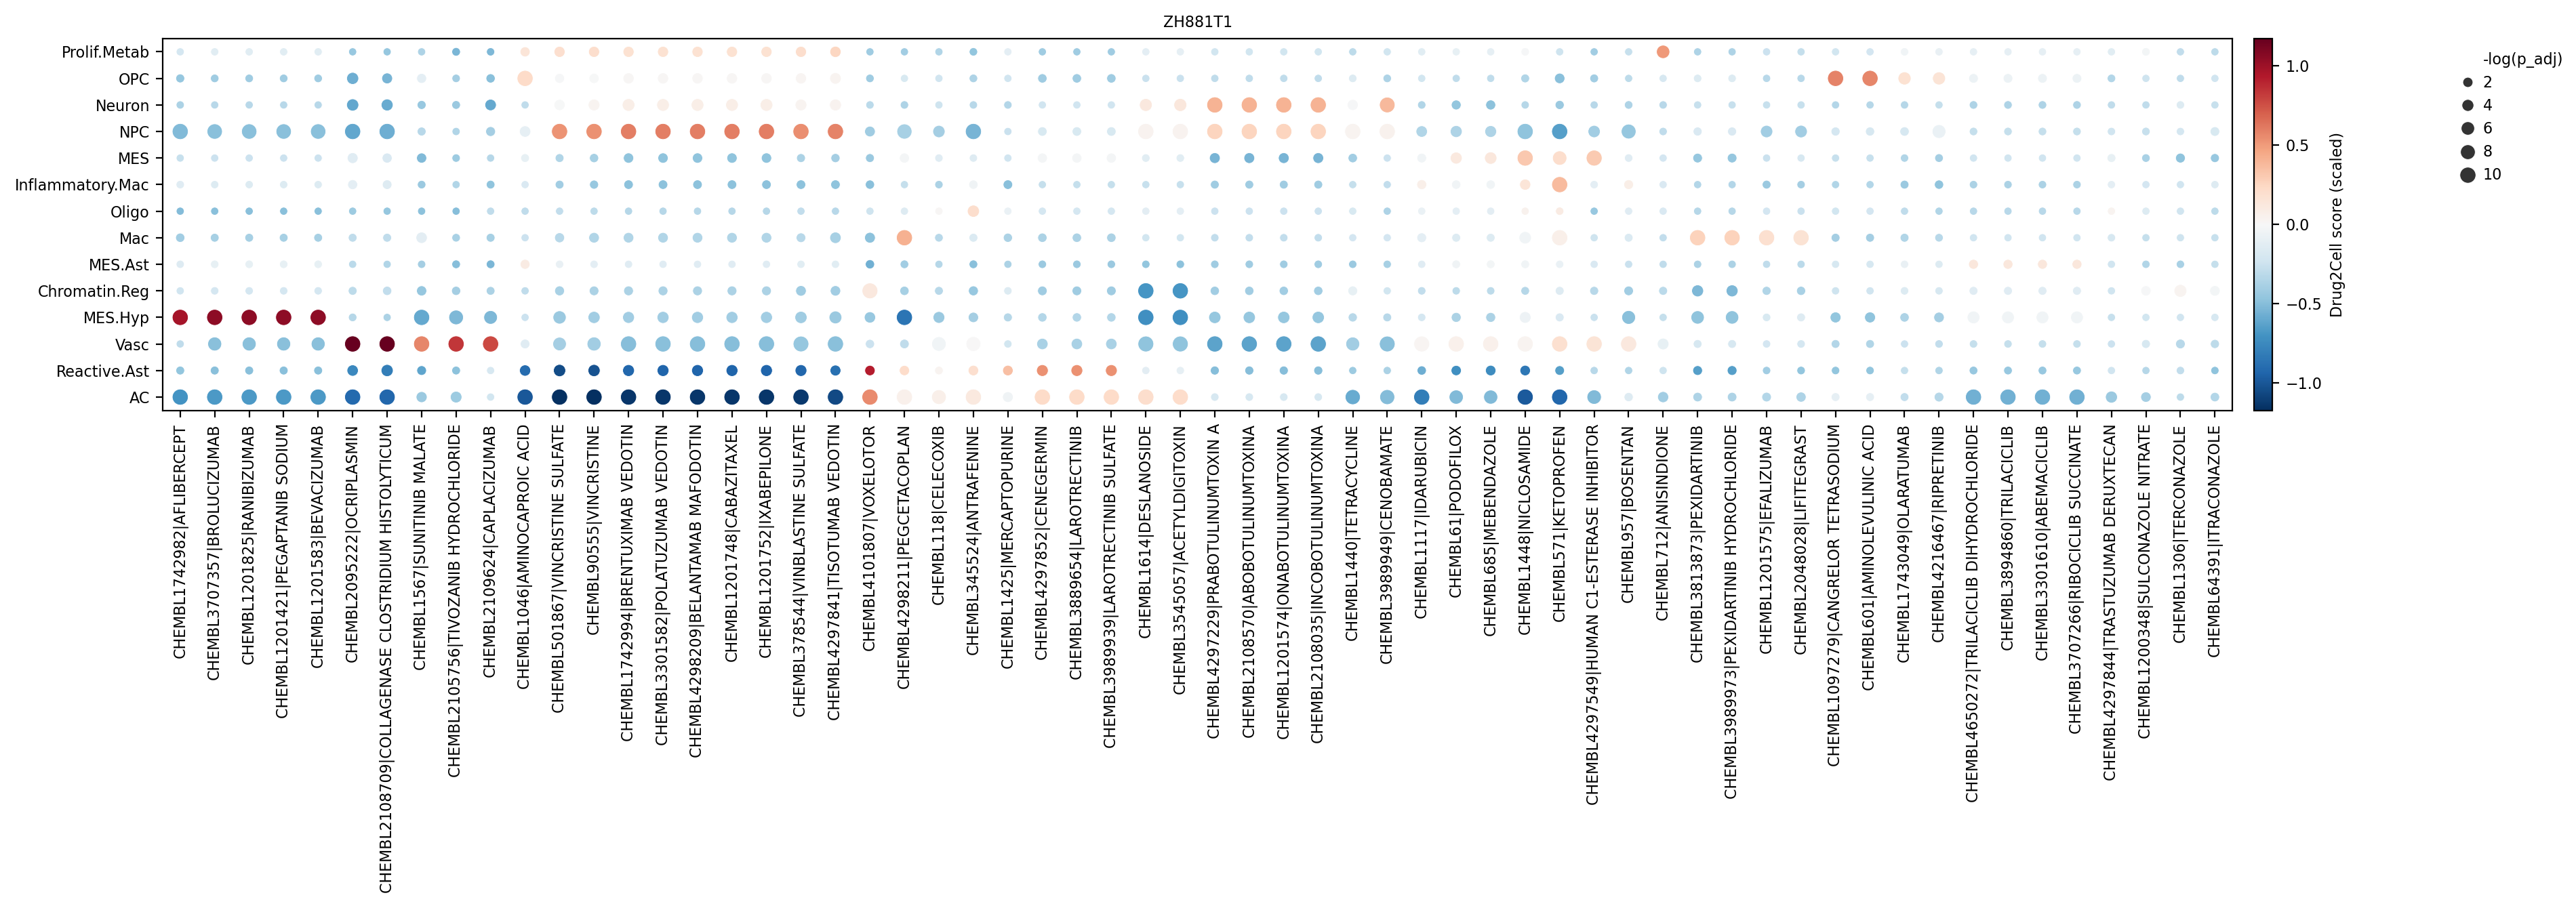 ZH881T1
Prolif.Metab
OPC
Neuron
NPC
MES
Inflammatory.Mac
Oligo
Mac
MES.Ast
Chromatin.Reg
MES.Hyp
Vasc
Reactive.Ast
AC
CHEMBL1742982|AFLIBERCEPT
CHEMBL3707357|BROLUCIZUMAB
CHEMBL1201825|RANIBIZUMAB
CHEMBL1201421|PEGAPTANIB SODIUM
CHEMBL1201583|BEVACIZUMAB
CHEMBL2095222|OCRIPLASMIN
CHEMBL2108709|COLLAGENASE CLOSTRIDIUM HISTOLYTICUM
CHEMBL1567|SUNITINIB MALATE
CHEMBL2105756|TIVOZANIB HYDROCHLORIDE
CHEMBL2109624|CAPLACIZUMAB
CHEMBL1046|AMINOCAPROIC ACID
CHEMBL501867|VINCRISTINE SULFATE
CHEMBL90555|VINCRISTINE
CHEMBL1742994|BRENTUXIMAB VEDOTIN
CHEMBL3301582|POLATUZUMAB VEDOTIN
CHEMBL4298209|BELANTAMAB MAFODOTIN
CHEMBL1201748|CABAZITAXEL
CHEMBL1201752|IXABEPILONE
CHEMBL378544|VINBLASTINE SULFATE
CHEMBL4297841|TISOTUMAB VEDOTIN
CHEMBL4101807|VOXELOTOR
CHEMBL4298211|PEGCETACOPLAN
CHEMBL118|CELECOXIB
CHEMBL345524|ANTRAFENINE
CHEMBL1425|MERCAPTOPURINE
CHEMBL4297852|CENEGERMIN
CHEMBL3889654|LAROTRECTINIB
CHEMBL3989939|LAROTRECTINIB SULFATE
CHEMBL1614|DESLANOSIDE
CHEMBL3545057|ACETYLDIGITOXIN
CHEMBL4297229|PRABOTULINUMTOXIN A
CHEMBL2108570|ABOBOTULINUMTOXINA
CHEMBL1201574|ONABOTULINUMTOXINA
CHEMBL2108035|INCOBOTULINUMTOXINA
CHEMBL1440|TETRACYCLINE
CHEMBL3989949|CENOBAMATE
CHEMBL1117|IDARUBICIN
CHEMBL61|PODOFILOX
CHEMBL685|MEBENDAZOLE
CHEMBL1448|NICLOSAMIDE
CHEMBL571|KETOPROFEN
CHEMBL4297549|HUMAN C1-ESTERASE INHIBITOR
CHEMBL957|BOSENTAN
CHEMBL712|ANISINDIONE
CHEMBL3813873|PEXIDARTINIB
CHEMBL3989973|PEXIDARTINIB HYDROCHLORIDE
CHEMBL1201575|EFALIZUMAB
CHEMBL2048028|LIFITEGRAST
CHEMBL1097279|CANGRELOR TETRASODIUM
CHEMBL601|AMINOLEVULINIC ACID
CHEMBL1743049|OLARATUMAB
CHEMBL4216467|RIPRETINIB
CHEMBL4650272|TRILACICLIB DIHYDROCHLORIDE
CHEMBL3894860|TRILACICLIB
CHEMBL3301610|ABEMACICLIB
CHEMBL3707266|RIBOCICLIB SUCCINATE
CHEMBL4297844|TRASTUZUMAB DERUXTECAN
CHEMBL1200348|SULCONAZOLE NITRATE
CHEMBL1306|TERCONAZOLE
CHEMBL64391|ITRACONAZOLE
1.0
0.5
0.0
−0.5
−1.0
Drug2Cell score (scaled)
-log(p_adj)
2
4
6
8
10